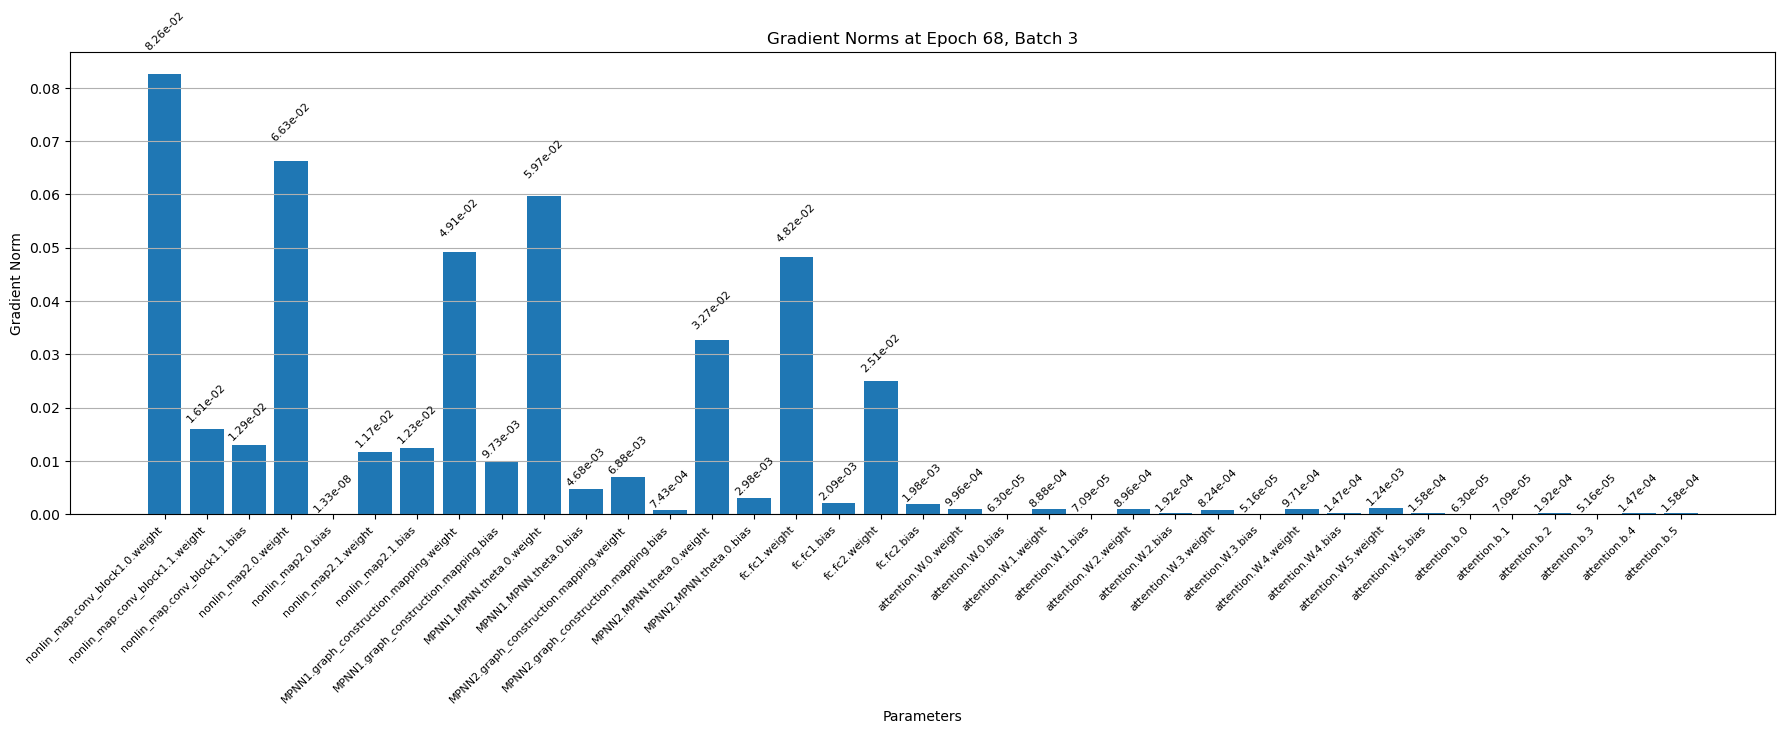 Gradient Norms at Epoch 68, Batch 3
Gradient Norm
0.08
0.07
0.06
0.05
0.04
0.03
0.02
0.01
0.00
8.26e-02
1.61e-02
1.29e-02
6.63e-02
1.33e-08
1.17e-02
1.23e-02
4.91e-02
9.73e-03
5.97e-02
4.68e-03
6.88e-03
7.43e-04
3.27e-02
2.98e-03
4.82e-02
2.09e-03
2.51e-02
1.98e-03
9.96e-04
6.30e-05
8.88e-04
7.09e-05
8.96e-04
1.92e-04
8.24e-04
5.16e-05
9.71e-04
1.47e-04
1.24e-03
1.58e-04
6.30e-05
7.09e-05
1.92e-04
5.16e-05
1.47e-04
1.58e-04
nonlin_map.conv_block1.0.weight
nonlin_map.conv_block1.1.weight
nonlin_map.conv_block1.1.bias
nonlin_map2.0.weight
nonlin_map2.0.bias
nonlin_map2.1.weight
nonlin_map2.1.bias
MPNN1.graph_construction.mapping.weight
MPNN1.graph_construction.mapping.bias
MPNN1.MPNN.theta.0.weight
MPNN1.MPNN.theta.0.bias
MPNN2.graph_construction.mapping.weight
MPNN2.graph_construction.mapping.bias
MPNN2.MPNN.theta.0.weight
MPNN2.MPNN.theta.0.bias
fc.fc1.weight
fc.fc1.bias
fc.fc2.weight
fc.fc2.bias
attention.W.0.weight
attention.W.0.bias
attention.W.1.weight
attention.W.1.bias
attention.W.2.weight
attention.W.2.bias
attention.W.3.weight
attention.W.3.bias
attention.W.4.weight
attention.W.4.bias
attention.W.5.weight
attention.W.5.bias
attention.b.0
attention.b.1
attention.b.2
attention.b.3
attention.b.4
attention.b.5
Parameters